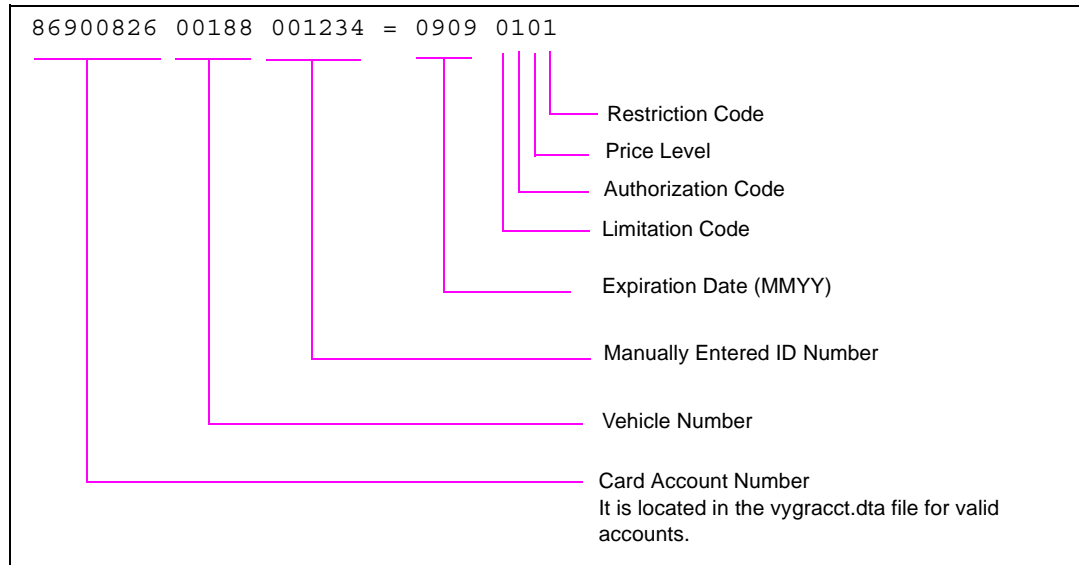 86900826 00188 001234 = 0909 0101
Restriction Code
Price Level
Authorization Code
Limitation Code
Expiration Date (MMYY)
Manually Entered ID Number
Vehicle Number
Card Account Number
It is located in the vygracct.dta file for valid
accounts.